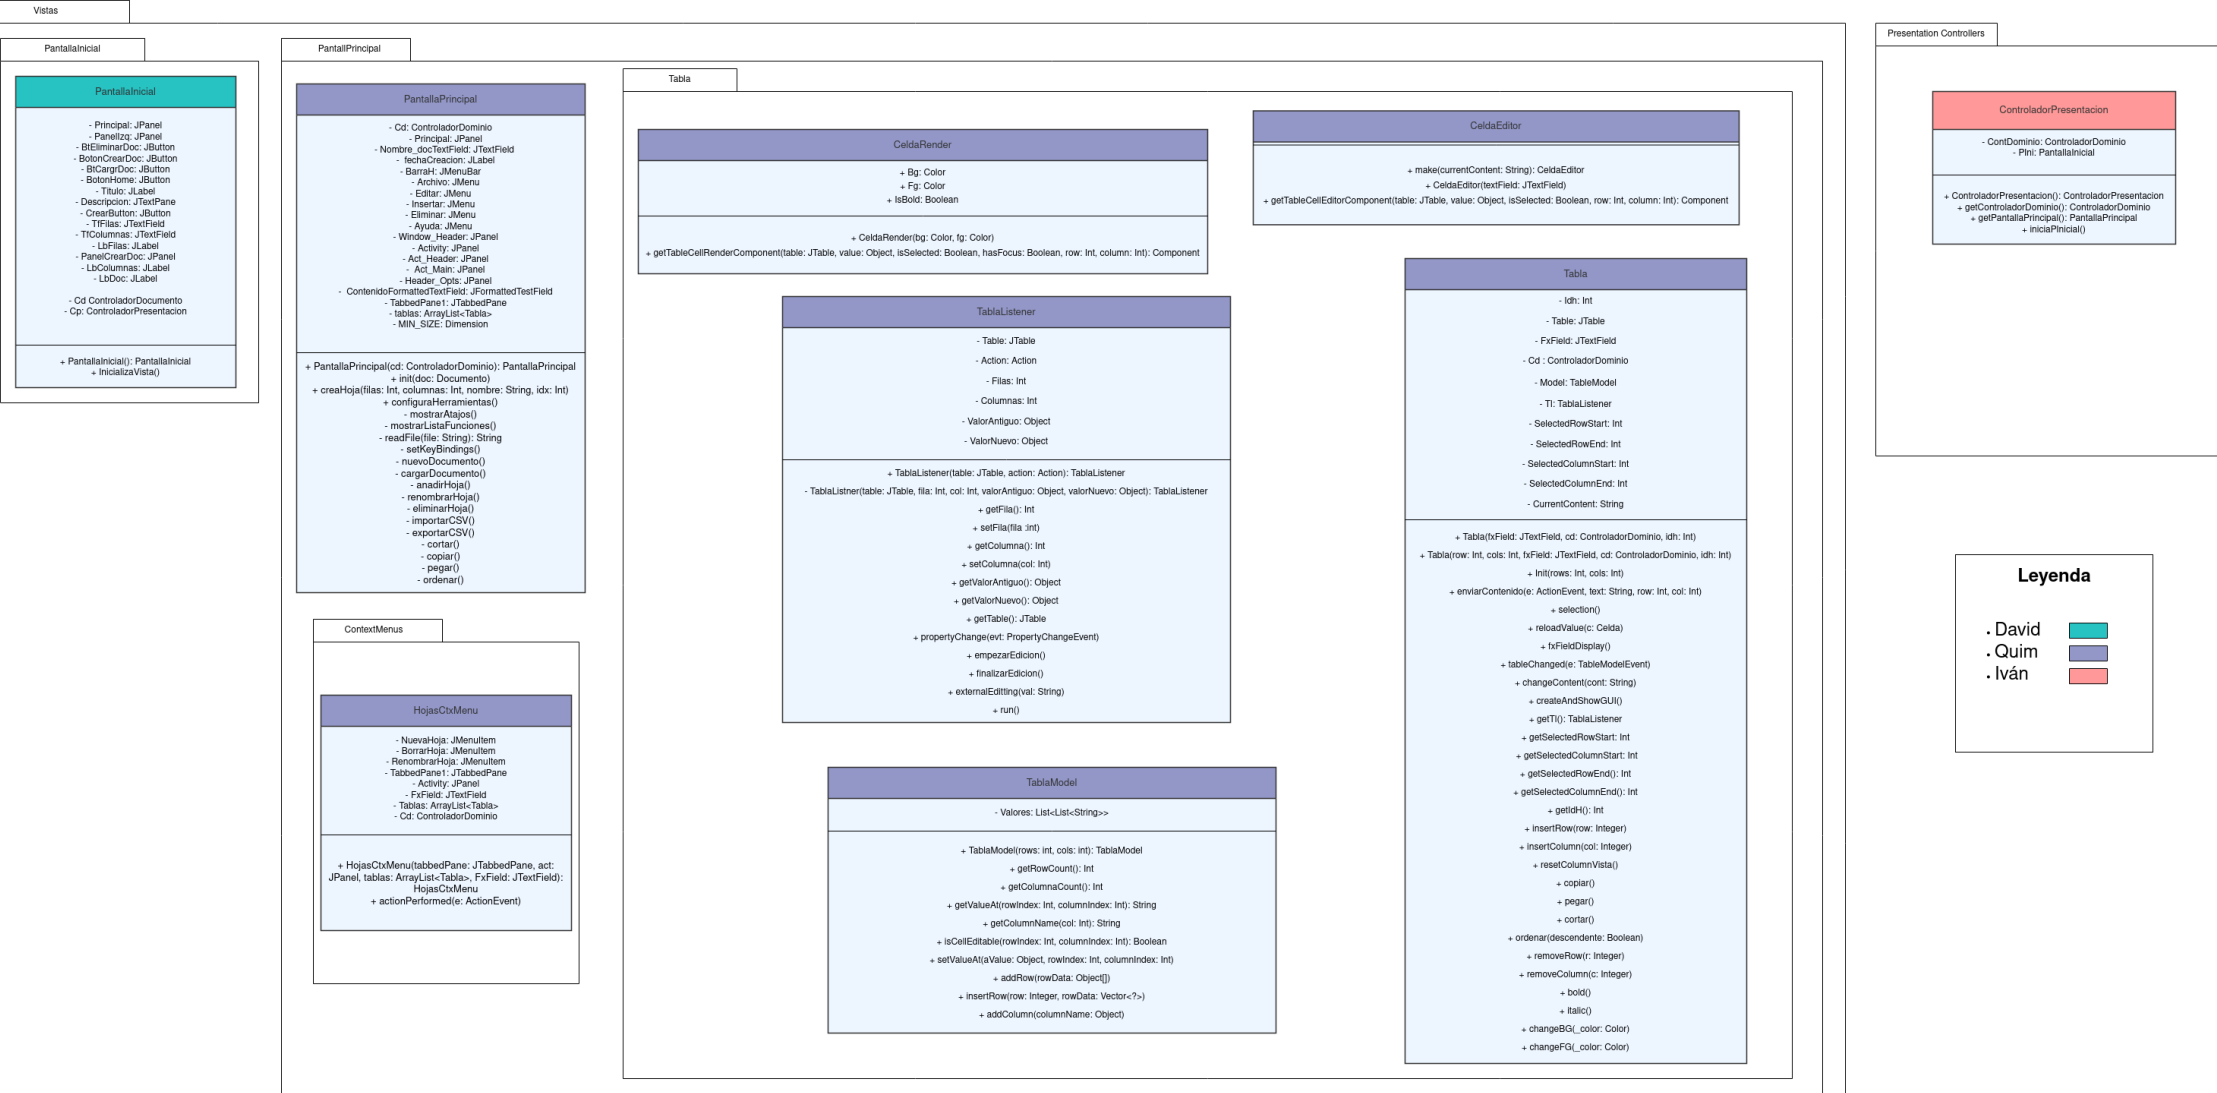 Vistas
PantallaInicial
PantallaInicial
- Principal: JPanel
- PanelIzq: JPanel
- BtEliminarDoc: JButton
- BotonCrearDoc: JButton
- BtCargrDoc: JButton
- BotonHome: JButton
- Titulo: JLabel
- Descripcion: JTextPane
- CrearButton: JButton
- TfFilas: JTextField
- TfColumnas: JTextField
- LbFilas: JLabel
- PanelCrearDoc: JPanel
- LbColumnas: JLabel
- LbDoc: JLabel
- Cd ControladorDocumento
- Cp: ControladorPresentacion
+ PantallaInicial(): PantallaInicial
+ InicializaVista()
PantallPrincipal
PantallaPrincipal
- Cd: ControladorDominio
- Principal: JPanel
- Nombre_docTextField: JTextField
- fechaCreacion: JLabel
- BarraH: JMenuBar
- Archivo: JMenu
- Editar: JMenu
- Insertar: JMenu
- Eliminar: JMenu
- Ayuda: JMenu
- Window_Header: JPanel
- Activity: JPanel
- Act_Header: JPanel
- Act_Main: JPanel
- Header_Opts: JPanel
- ContenidoFormattedTextField: JFormattedTestField
- TabbedPane1: JTabbedPane
- tablas: ArrayList<Tabla>
- MIN_SIZE: Dimension
+ PantallaPrincipal(cd: ControladorDominio): PantallaPrincipal
+ init(doc: Documento)
+ creaHoja(filas: Int, columnas: Int, nombre: String, idx: Int)
+ configuraHerramientas()
- mostrarAtajos()
- mostrarListaFunciones()
- readFile(file: String): String
- setKeyBindings()
- nuevoDocumento()
- cargarDocumento()
- anadirHoja()
- renombrarHoja()
- eliminarHoja()
- importarCSV()
- exportarCSV()
- cortar()
- copiar()
- pegar()
- ordenar()
ContextMenus
HojasCtxMenu
- NuevaHoja: JMenuItem
- BorrarHoja: JMenuItem
- RenombrarHoja: JMenuItem
- TabbedPane1: JTabbedPane
- Activity: JPanel
- FxField: JTextField
- Tablas: ArrayList<Tabla>
- Cd: ControladorDominio
+ HojasCtxMenu(tabbedPane: JTabbedPane, act:
JPanel, tablas: ArrayList<Tabla>, FxField: JTextField):
HojasCtxMenu
+ actionPerformed(e: ActionEvent)
Tabla
CeldaRender
+ Bg: Color
+ Fg: Color
+ IsBold: Boolean
+ CeldaRender(bg: Color, fg: Color)
+ getTableCellRenderComponent(table: JTable, value: Object, isSelected: Boolean, hasFocus: Boolean, row: Int, column: Int): Component
CeldaEditor
+ make(currentContent: String): CeldaEditor
+ CeldaEditor(textField: JTextField)
+ getTableCellEditorComponent(table: JTable, value: Object, isSelected: Boolean, row: Int, column: Int): Component
TablaListener
- Table: JTable
- Action: Action
- Filas: Int
- Columnas: Int
- ValorAntiguo: Object
- ValorNuevo: Object
+ TablaListener(table: JTable, action: Action): TablaListener
- TablaListner(table: JTable, fila: Int, col: Int, valorAntiguo: Object, valorNuevo: Object): TablaListener
+ getFila(): Int
+ setFila(fila :int)
+ getColumna(): Int
+ setColumna(col: Int)
+ getValorAntiguo(): Object
+ getValorNuevo(): Object
+ getTable(): JTable
+ propertyChange(evt: PropertyChangeEvent)
+ empezarEdicion()
+ finalizarEdicion()
+ externalEditting(val: String)
+ run()
TablaModel
- Valores: List<List<String>>
+ TablaModel(rows: int, cols: int): TablaModel
+ getRowCount(): Int
+ getColumnaCount(): Int
+ getValueAt(rowIndex: Int, columnIndex: Int): String
+ getColumnName(col: Int): String
+ isCellEditable(rowIndex: Int, columnIndex: Int): Boolean
+ setValueAt(aValue: Object, rowIndex: Int, columnIndex: Int)
+ addRow(rowData: Object[])
+ insertRow(row: Integer, rowData: Vector<?>)
+ addColumn(columnName: Object)
Tabla
- Idh: Int
- Table: JTable
- FxField: JTextField
- Cd : ControladorDominio
- Model: TableModel
- Tl: TablaListener
- SelectedRowStart: Int
- SelectedRowEnd: Int
- SelectedColumnStart: Int
- SelectedColumnEnd: Int
- CurrentContent: String
+ Tabla(fxField: JTextField, cd: ControladorDominio, idh: Int)
+ Tabla(row: Int, cols: Int, fxField: JTextField, cd: ControladorDominio, idh: Int)
+ Init(rows: Int, cols: Int)
+ enviarContenido(e: ActionEvent, text: String, row: Int, col: Int)
+ selection()
+ reloadValue(c: Celda)
+ fxFieldDisplay()
+ tableChanged(e: TableModelEvent)
+ changeContent(cont: String)
+ createAndShowGUI()
+ getTl(): TablaListener
+ getSelectedRowStart: Int
+ getSelectedColumnStart: Int
+ getSelectedRowEnd(): Int
+ getSelectedColumnEnd(): Int
+ getIdH(): Int
+ insertRow(row: Integer)
+ insertColumn(col: Integer)
+ resetColumnVista()
+ copiar()
+ pegar()
+ cortar()
+ ordenar(descendente: Boolean)
+ removeRow(r: Integer)
+ removeColumn(c: Integer)
+ bold()
+ italic()
+ changeBG(_color: Color)
+ changeFG(_color: Color)
Presentation Controllers
ControladorPresentacion
- ContDominio: ControladorDominio
- PIni: PantallaInicial
+ ControladorPresentacion(): ControladorPresentacion
+ getControladorDominio(): ControladorDominio
+ getPantallaPrincipal(): PantallaPrincipal
+ iniciaPInicial()
Leyenda
• David
• Quim
• Iván